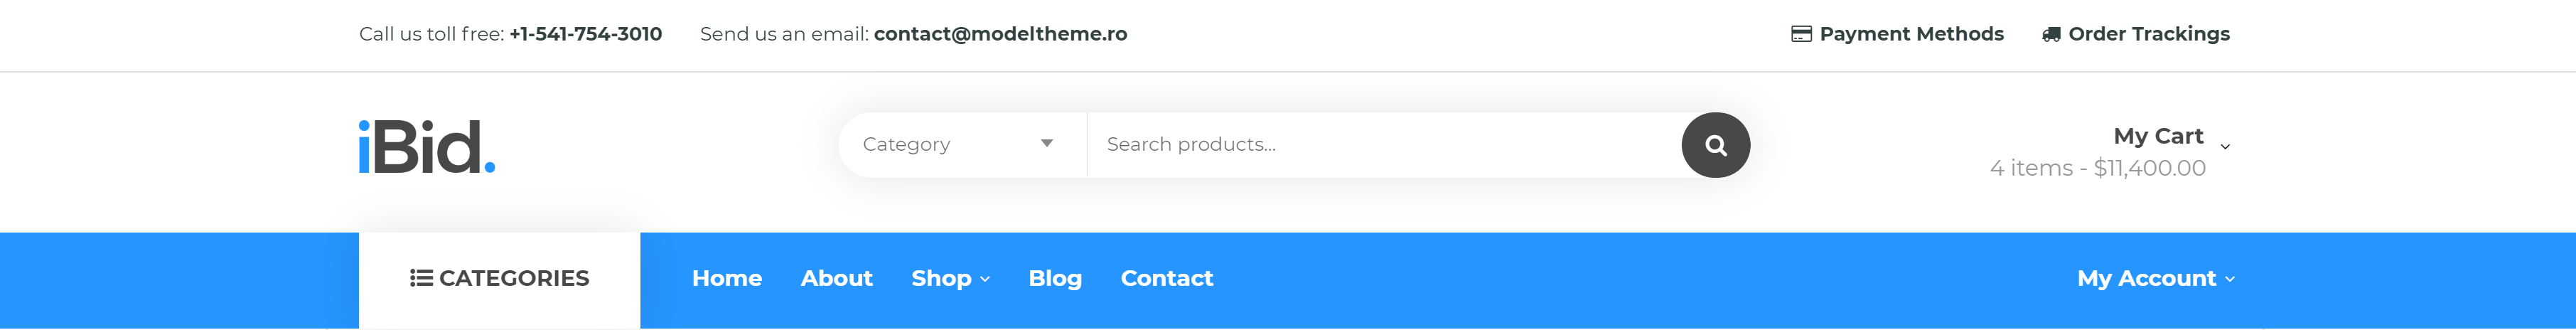 Call us toll free: +1-541-754-3010 Send us an email: contact@modeltheme.ro Payment Methods Order Trackings
iBid. Category Search products... My Cart
4 items - $11,400.00
CATEGORIES Home About Shop Blog Contact My Account